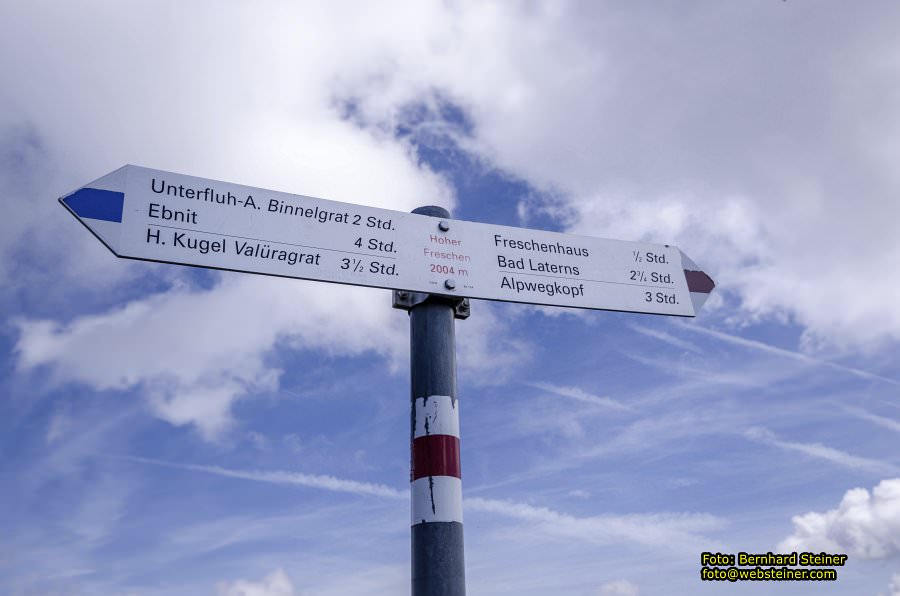 Unterfluh-A. Binnelgrat 2 Std.
Ebnit 4 Std.
H. Kugel Valüragrat 3½ Std.
Hoher
Freschen
2004 m
Freschenhaus ½ Std.
Bad Laterns 2¼ Std.
Alpwegkopf 3 Std.
Foto: Bernhard Steiner
foto@websteiner.com